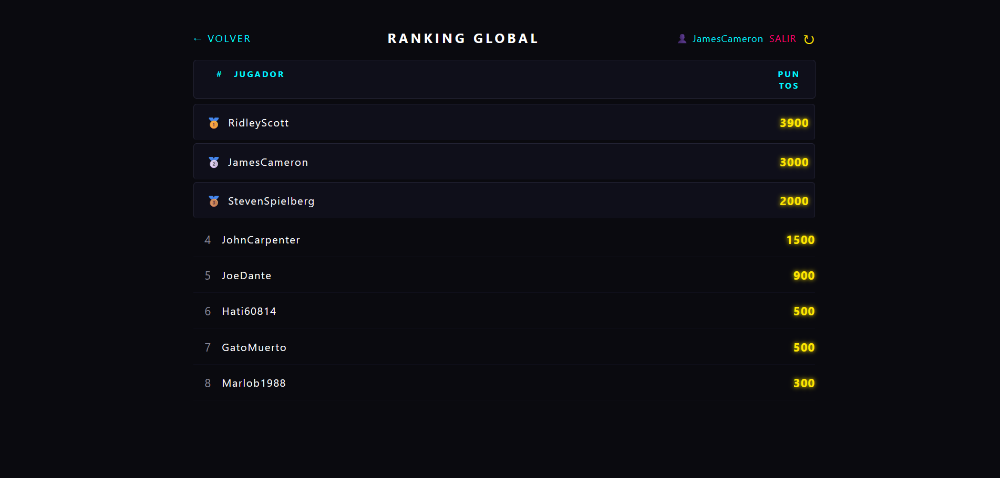 ← VOLVER RANKING GLOBAL JamesCameron SALIR ↻
# JUGADOR PUN
TOS
1 RidleyScott 3900
2 JamesCameron 3000
3 StevenSpielberg 2000
4 JohnCarpenter 1500
5 JoeDante 900
6 Hati60814 500
7 GatoMuerto 500
8 Marlob1988 300